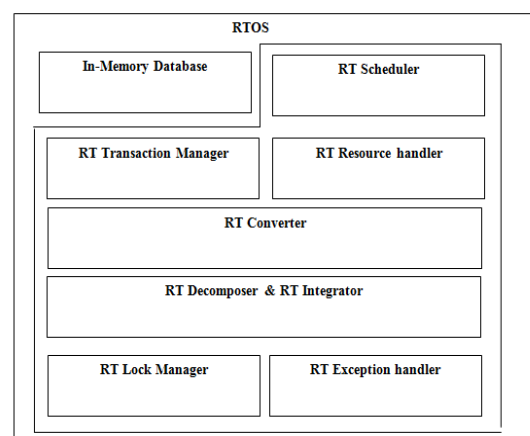 RTOS
In-Memory Database
RT Scheduler
RT Transaction Manager
RT Resource handler
RT Converter
RT Decomposer & RT Integrator
RT Lock Manager
RT Exception handler